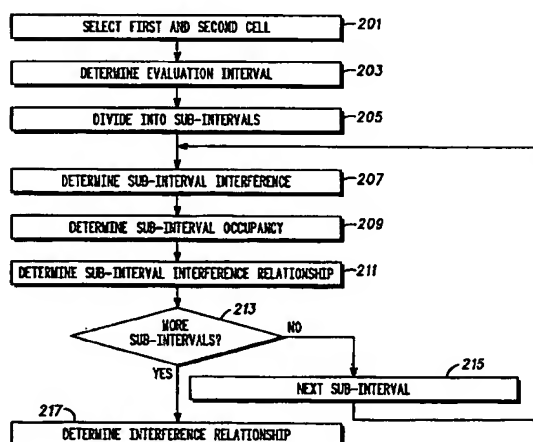 SELECT FIRST AND SECOND CELL 201
DETERMINE EVALUATION INTERVAL 203
DIVIDE INTO SUB-INTERVALS 205
DETERMINE SUB-INTERVAL INTERFERENCE 207
DETERMINE SUB-INTERVAL OCCUPANCY 209
DETERMINE SUB-INTERVAL INTERFERENCE RELATIONSHIP 211
213
MORE
SUB-INTERVALS?
NO
YES
215
NEXT SUB-INTERVAL
217
DETERMINE INTERFERENCE RELATIONSHIP